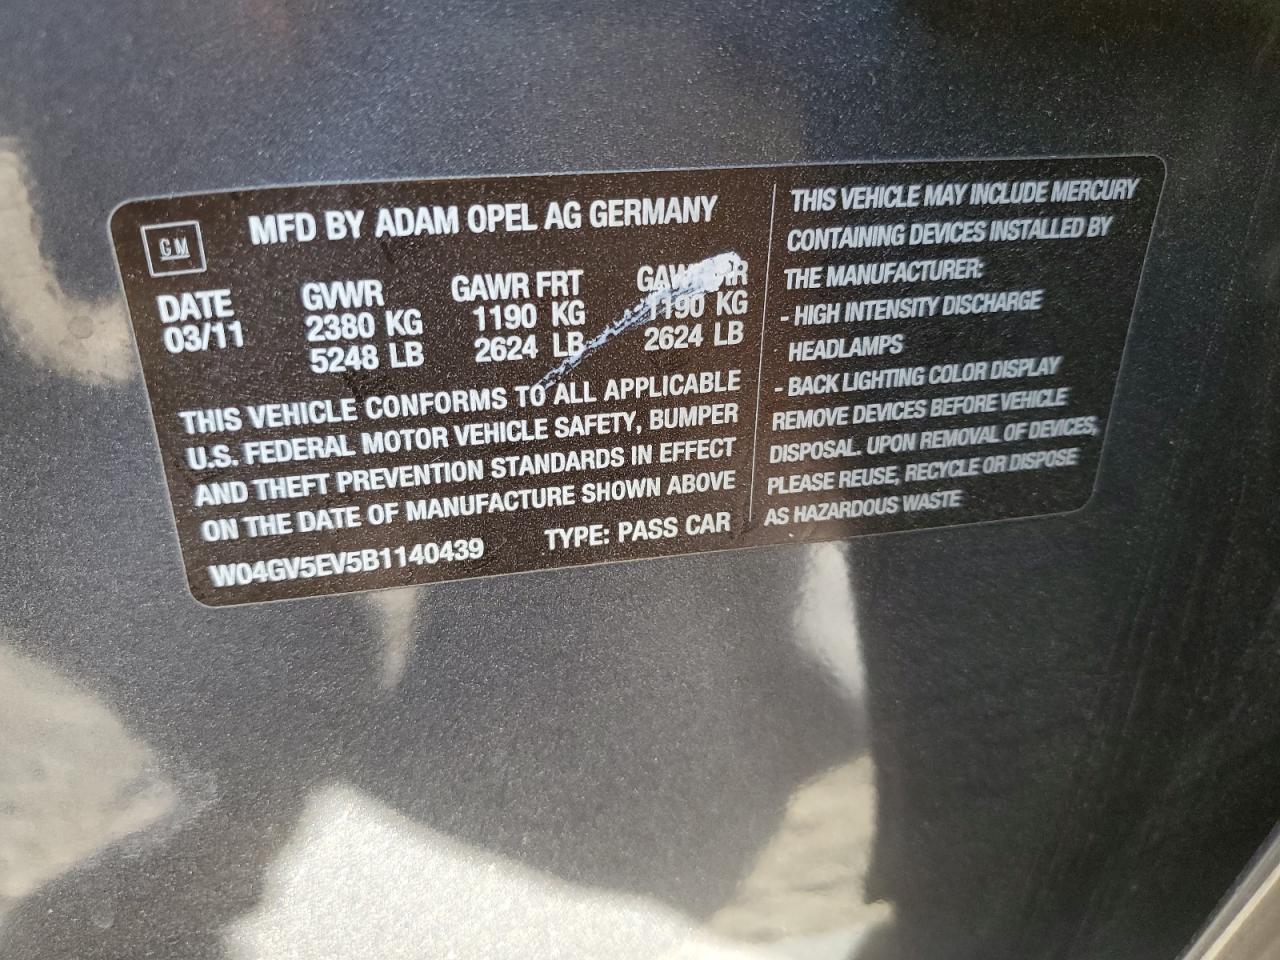 GM
MFD BY ADAM OPEL AG GERMANY
DATE GVWR GAWR FRT GAWR RR
03/11 2380 KG 1190 KG 1190 KG
5248 LB 2624 LB 2624 LB
THIS VEHICLE CONFORMS TO ALL APPLICABLE
U.S. FEDERAL MOTOR VEHICLE SAFETY, BUMPER
AND THEFT PREVENTION STANDARDS IN EFFECT
ON THE DATE OF MANUFACTURE SHOWN ABOVE
W04GV5EV5B1140439 TYPE: PASS CAR
THIS VEHICLE MAY INCLUDE MERCURY
CONTAINING DEVICES INSTALLED BY
THE MANUFACTURER:
- HIGH INTENSITY DISCHARGE
HEADLAMPS
- BACK LIGHTING COLOR DISPLAY
REMOVE DEVICES BEFORE VEHICLE
DISPOSAL. UPON REMOVAL OF DEVICES,
PLEASE REUSE, RECYCLE OR DISPOSE
AS HAZARDOUS WASTE